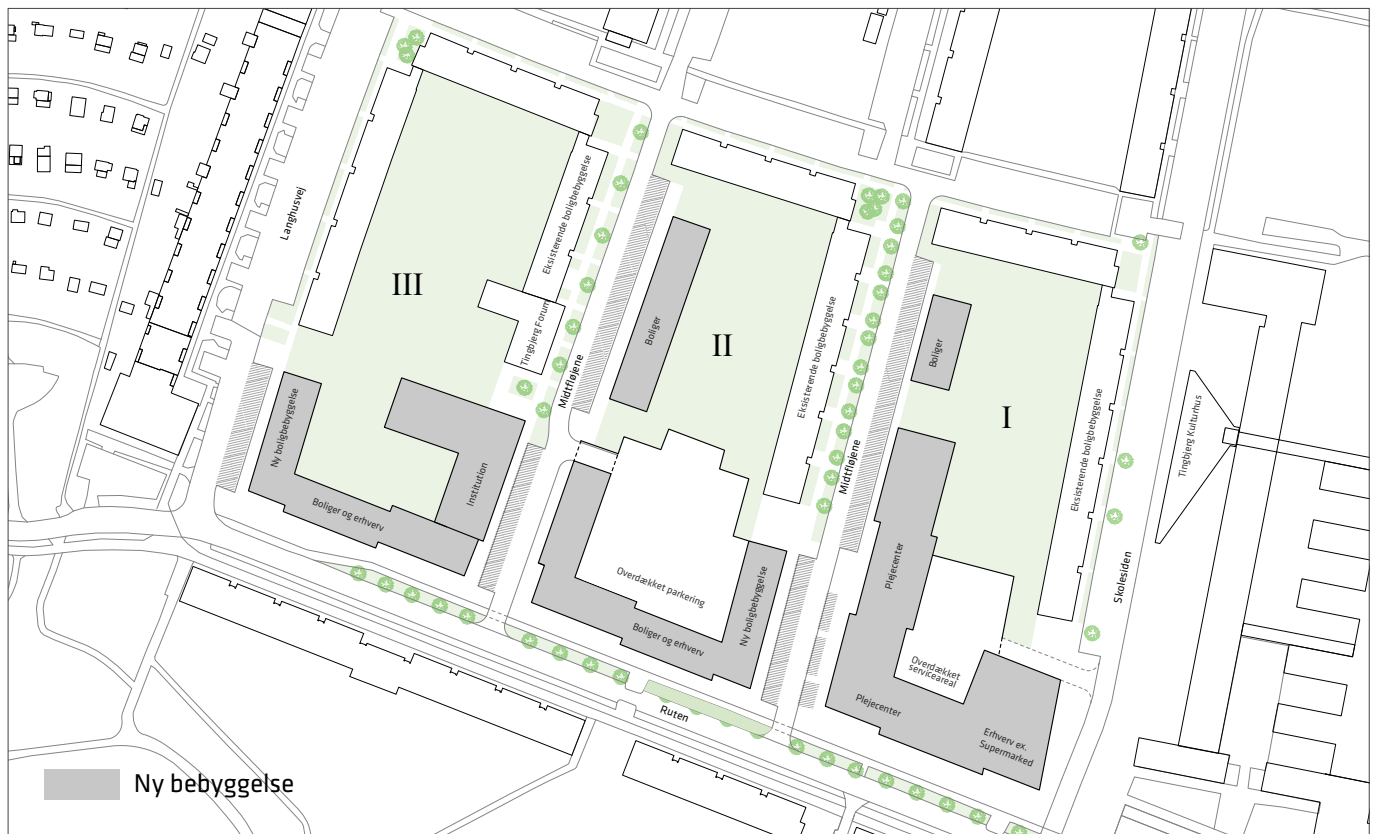 Langhusvej
III
Eksisterende boligbebyggelse
Tingbjerg Forum
Midtfløjene
Ny boligbebyggelse
Boliger og erhverv
Institution
Boliger
II
Eksisterende boligbebyggelse
Midtfløjene
Overdækket parkering
Boliger og erhverv
Ny boligbebyggelse
Boliger
I
Eksisterende boligbebyggelse
Plejecenter
Overdækket
serviceareal
Plejecenter
Erhverv ex.
Supermarked
Skolesiden
Tingbjerg Kulturhus
Ruten
Ny bebyggelse